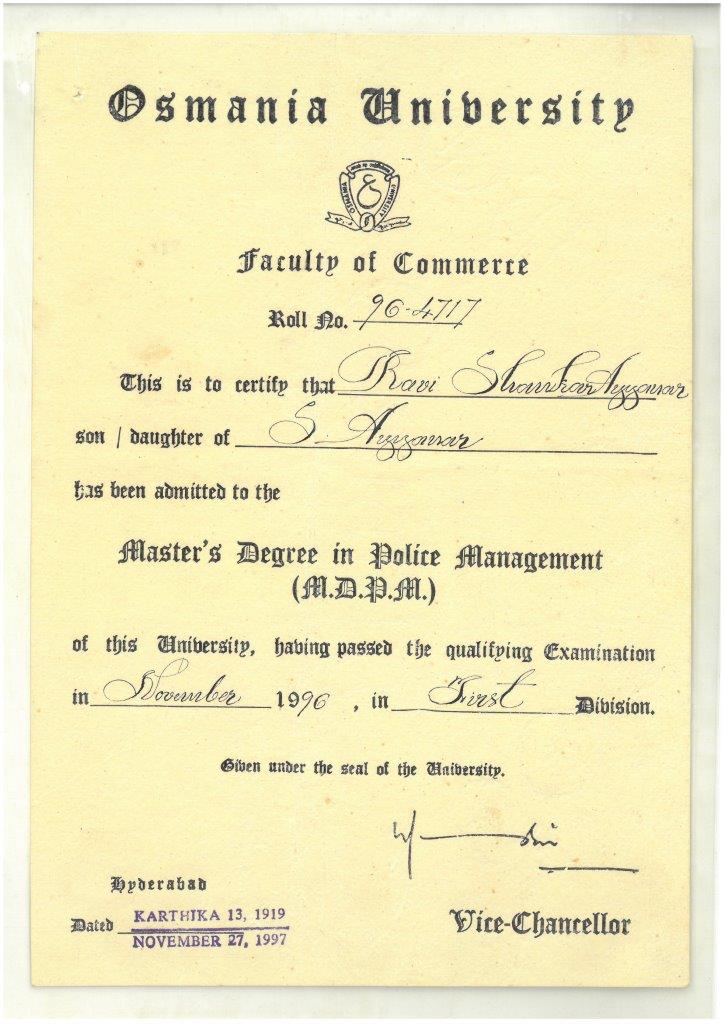 Osmania University
OSMANIA UNIVERSITY
Faculty of Commerce
Roll No. 96-4717
This is to certify that Ravi Shankar Ayyanar
son / daughter of S. Ayyanar
has been admitted to the
Master's Degree in Police Management
(M.D.P.M.)
of this University, having passed the qualifying Examination
in November 1996 , in First Division.
Given under the seal of the University.
Hyderabad
Dated KARTHIKA 13, 1919
NOVEMBER 27, 1997
Vice-Chancellor